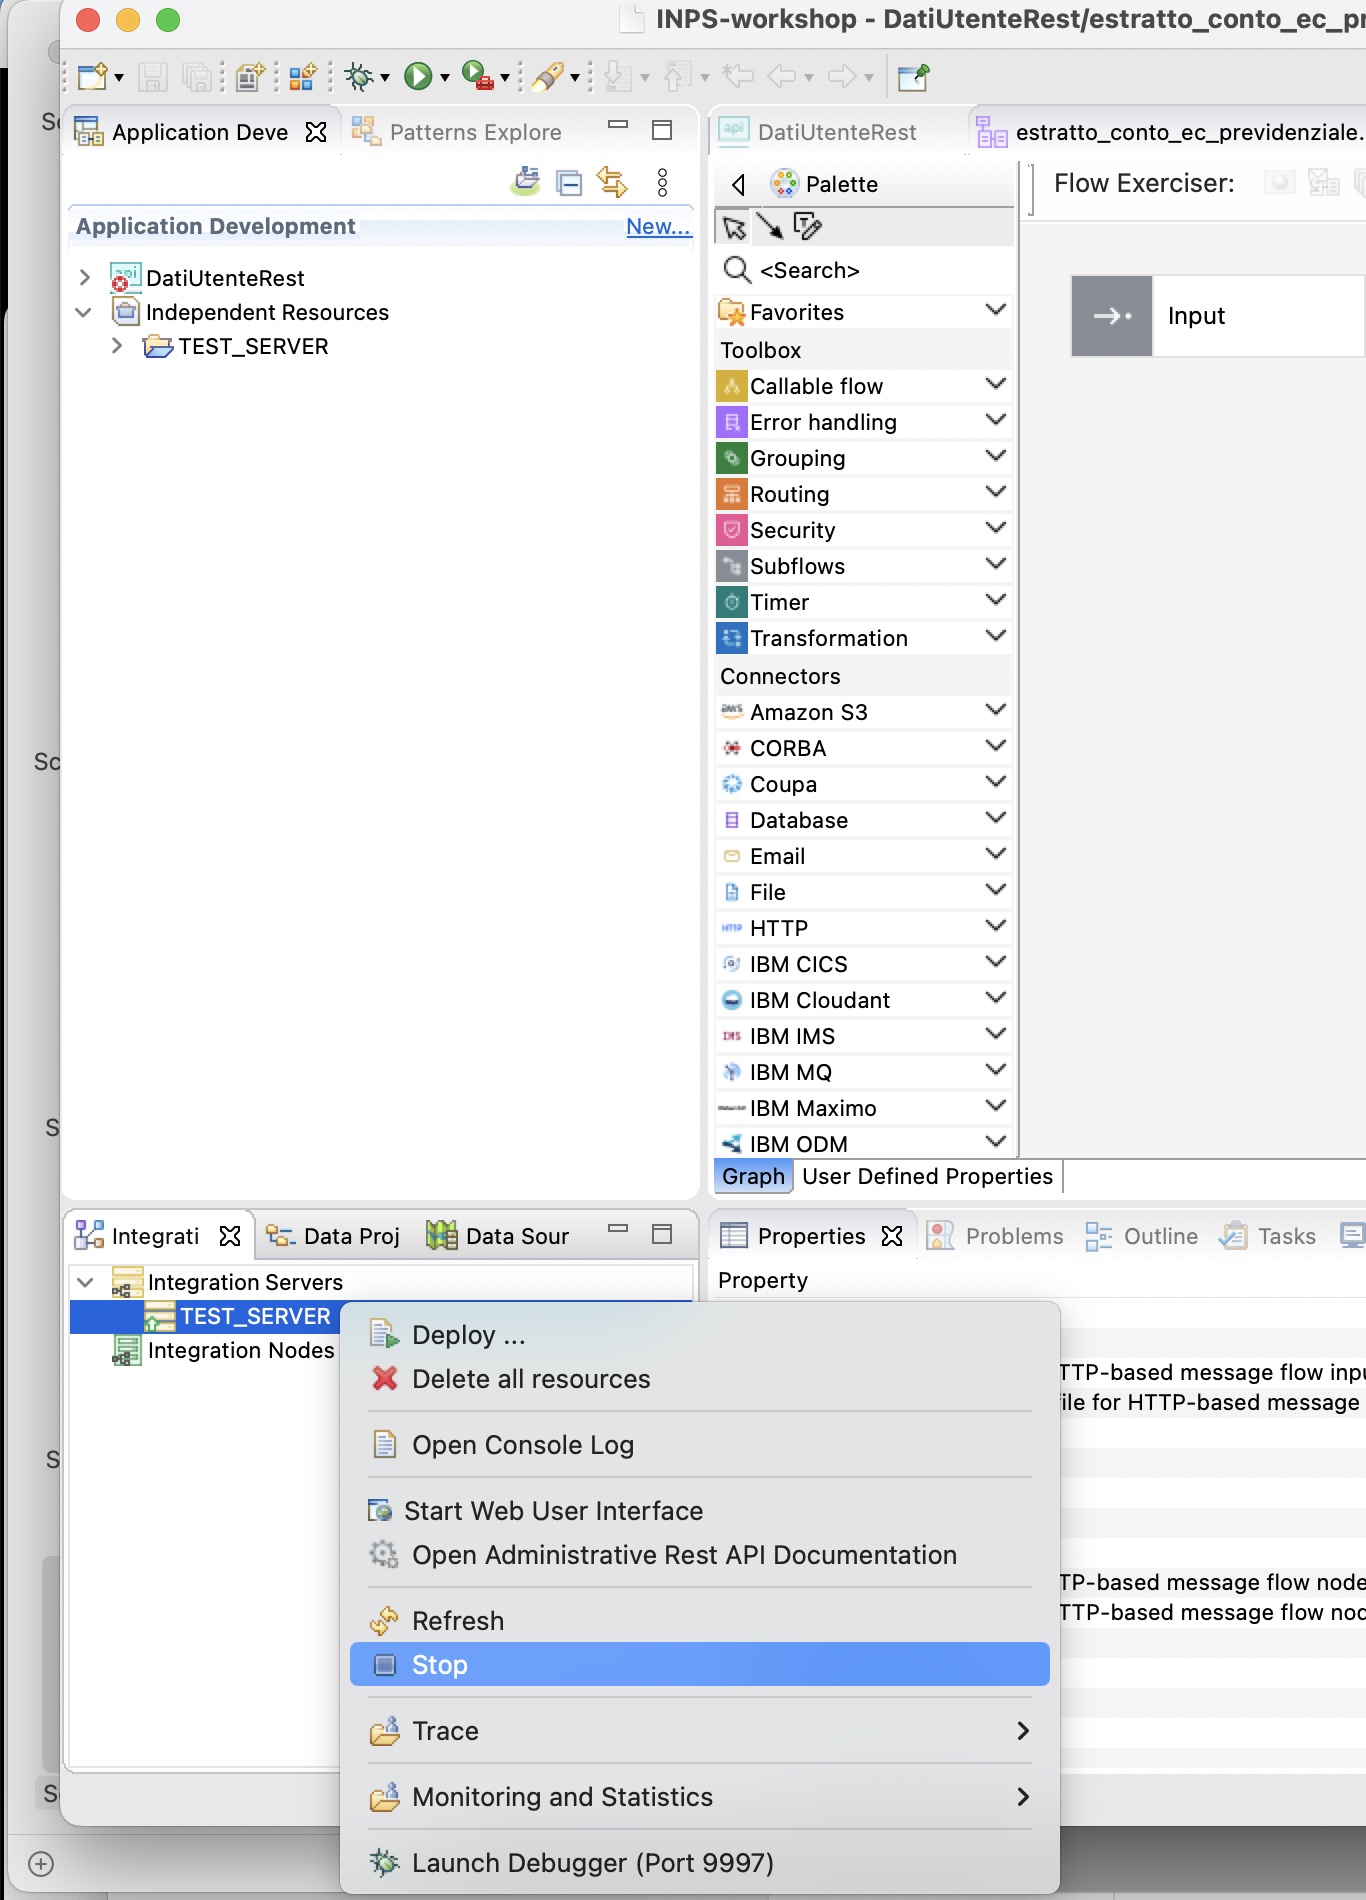 INPS-workshop - DatiUtenteRest/estratto_conto_ec_pr
Application Deve
Patterns Explore
Application Development
New...
DatiUtenteRest
Independent Resources
TEST_SERVER
DatiUtenteRest
estratto_conto_ec_previdenziale.
Palette
Flow Exerciser:
<Search>
Favorites
Toolbox
Callable flow
Error handling
Grouping
Routing
Security
Subflows
Timer
Transformation
Connectors
Amazon S3
CORBA
Coupa
Database
Email
File
HTTP
IBM CICS
IBM Cloudant
IBM IMS
IBM MQ
IBM Maximo
IBM ODM
Input
Graph
User Defined Properties
Integrati
Data Proj
Data Sour
Integration Servers
TEST_SERVER
Integration Nodes
Properties
Problems
Outline
Tasks
Property
TTP-based message flow inpu
file for HTTP-based message
TP-based message flow node
TTP-based message flow nod
Deploy ...
Delete all resources
Open Console Log
Start Web User Interface
Open Administrative Rest API Documentation
Refresh
Stop
Trace
Monitoring and Statistics
Launch Debugger (Port 9997)